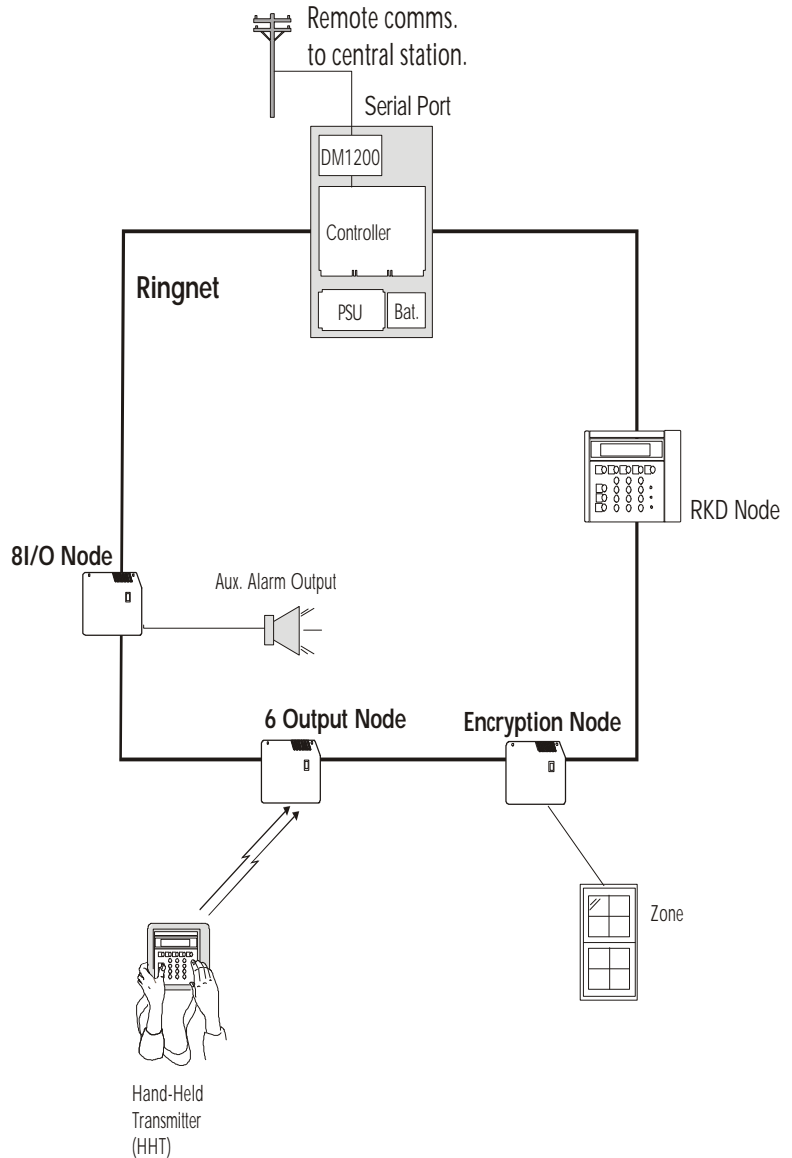 Remote comms.
to central station.
Serial Port
DM1200
Controller
Ringnet
PSU
Bat.
RKD Node
8I/O Node
Aux. Alarm Output
6 Output Node
Encryption Node
Zone
Hand-Held
Transmitter
(HHT)